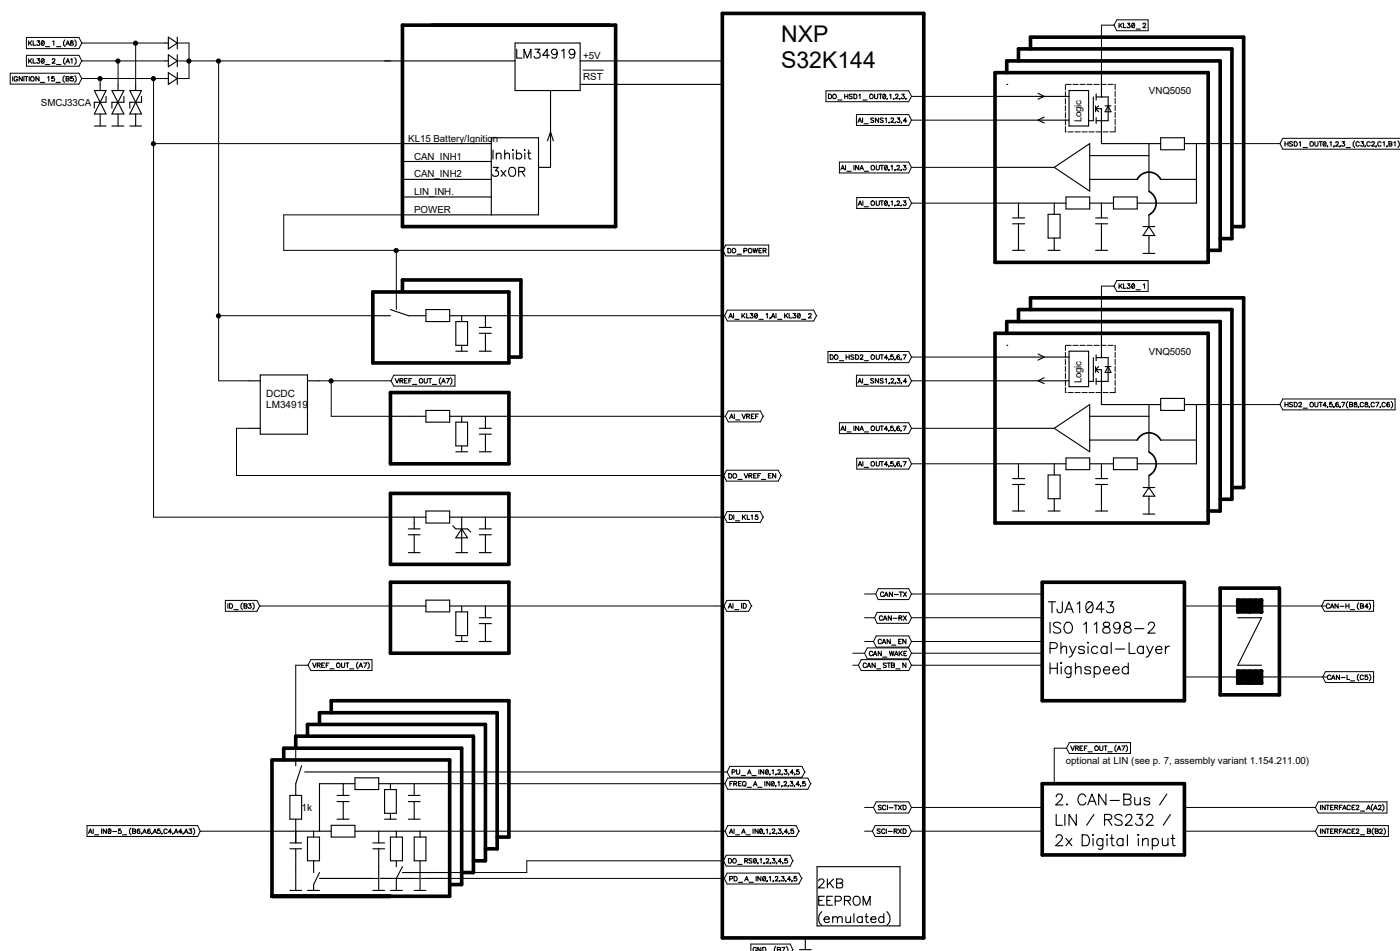 NXP
S32K144
KL30_1_(A8)
KL30_2_(A1)
IGNITION_15_(B5)
SMCJ33CA
LM34919
+5V
RST
KL15 Battery/Ignition
CAN_INH1
CAN_INH2
LIN_INH.
POWER
Inhibit
3xOR
DO_POWER
AI_KL30_1,AI_KL30_2
DCDC
LM34919
VREF_OUT_(A7)
AI_VREF
DO_VREF_EN
DI_KL15
ID_(B3)
AI_ID
VREF_OUT_(A7)
1k
AI_IN0-5_(B6,A6,A5,C4,A4,A3)
PU_A_IN0,1,2,3,4,5
FREQ_A_IN0,1,2,3,4,5
AI_A_IN0,1,2,3,4,5
DO_RS0,1,2,3,4,5
PD_A_IN0,1,2,3,4,5
2KB
EEPROM
(emulated)
GND_(B7)
KL30_2
VNQ5050
Logic
DO_HSD1_OUT0,1,2,3,
AI_SNS1,2,3,4
AI_INA_OUT0,1,2,3
AI_OUT0,1,2,3
HSD1_OUT0,1,2,3_(C3,C2,C1,B1)
KL30_1
VNQ5050
Logic
DO_HSD2_OUT4,5,6,7
AI_SNS1,2,3,4
AI_INA_OUT4,5,6,7
AI_OUT4,5,6,7
HSD2_OUT4,5,6,7(B8,C8,C7,C6)
CAN-TX
CAN-RX
CAN_EN
CAN_WAKE
CAN_STB_N
TJA1043
ISO 11898-2
Physical-Layer
Highspeed
CAN-H_(B4)
CAN-L_(C5)
VREF_OUT_(A7)
optional at LIN (see p. 7, assembly variant 1.154.211.00)
SCI-TXD
SCI-RXD
2. CAN-Bus /
LIN / RS232 /
2x Digital input
INTERFACE2_A(A2)
INTERFACE2_B(B2)